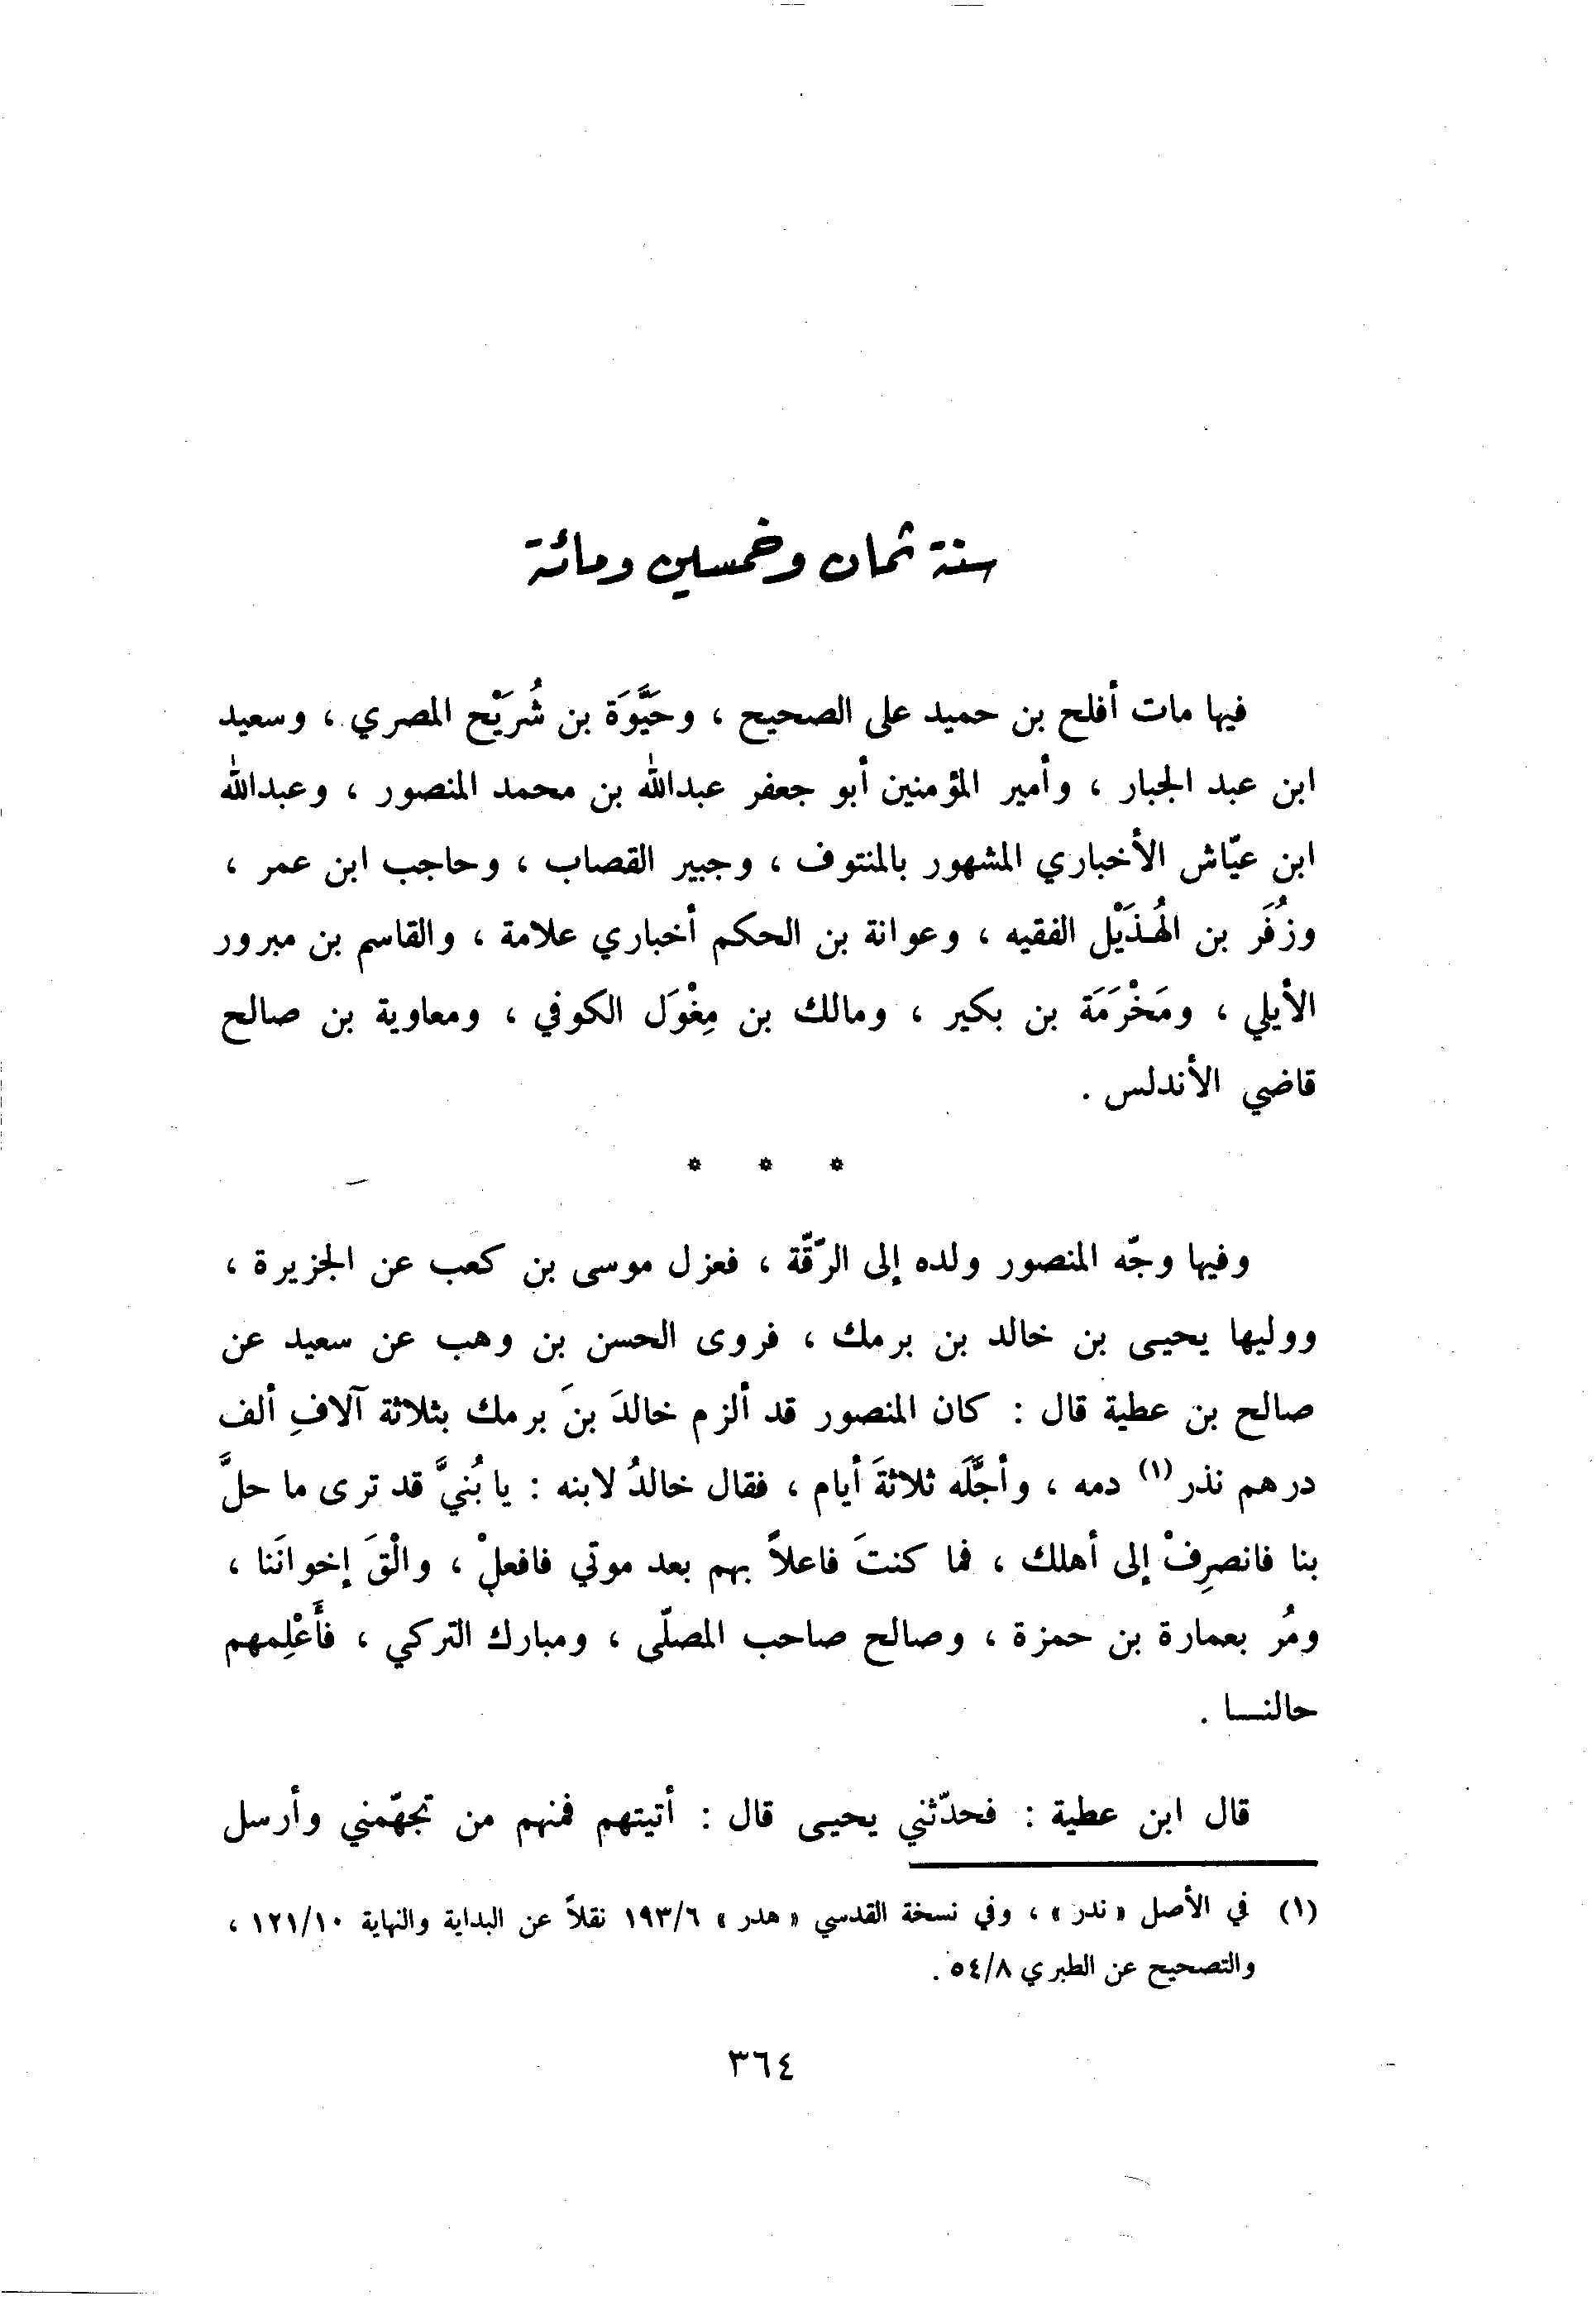 سنة ثمان وخمسين ومائة
فيها مات أفلح بن حميد على الصحيح ، وحَيَّوَة بن شُرَيْح المصري ، وسعيد
ابن عبد الجبار ، وأمير المؤمنين أبو جعفر عبدالله بن محمد المنصور ، وعبدالله
ابن عيّاش الأخباري المشهور بالمنتوف ، وجبير القصاب ، وحاجب ابن عمر ،
وزُفَر بن الهُذَيْل الفقيه ، وعوانة بن الحكم أخباري علامة ، والقاسم بن مبرور
الأيلي ، ومَخْرَمَة بن بكير ، ومالك بن مِغْوَل الكوفي ، ومعاوية بن صالح
قاضي الأندلس .
* * *
وفيها وجّه المنصور ولده إلى الرّقّة ، فعزل موسى بن كعب عن الجزيرة ،
ووليها يحيى بن خالد بن برمك ، فروى الحسن بن وهب عن سعيد عن
صالح بن عطية قال : كان المنصور قد ألزم خالدَ بنَ برمك بثلاثة آلافِ ألف
درهم نذر (١) دمه ، وأجَّلَه ثلاثةَ أيام ، فقال خالدُ لابنه : يا بُنيَّ قد ترى ما حلَّ
بنا فانصرِفْ إلى أهلك ، فما كنتَ فاعلاً بهم بعد موتي فافعلْ ، والْقَ إخوانَنا ،
ومُر بعمارة بن حمزة ، وصالح صاحب المصلّى ، ومبارك التركي ، فأَعْلِمهم
حالنــا .
قال ابن عطية : فحدّثني يحيى قال : أتيتهم فمنهم من تجهّمني وأرسل
(١) في الأصل « ندر » ، وفي نسخة القدسي « هدر » ١٩٣/٦ نقلاً عن البداية والنهاية ١٢١/١٠ ،
والتصحيح عن الطبري ٥٤/٨ .
٣٦٤